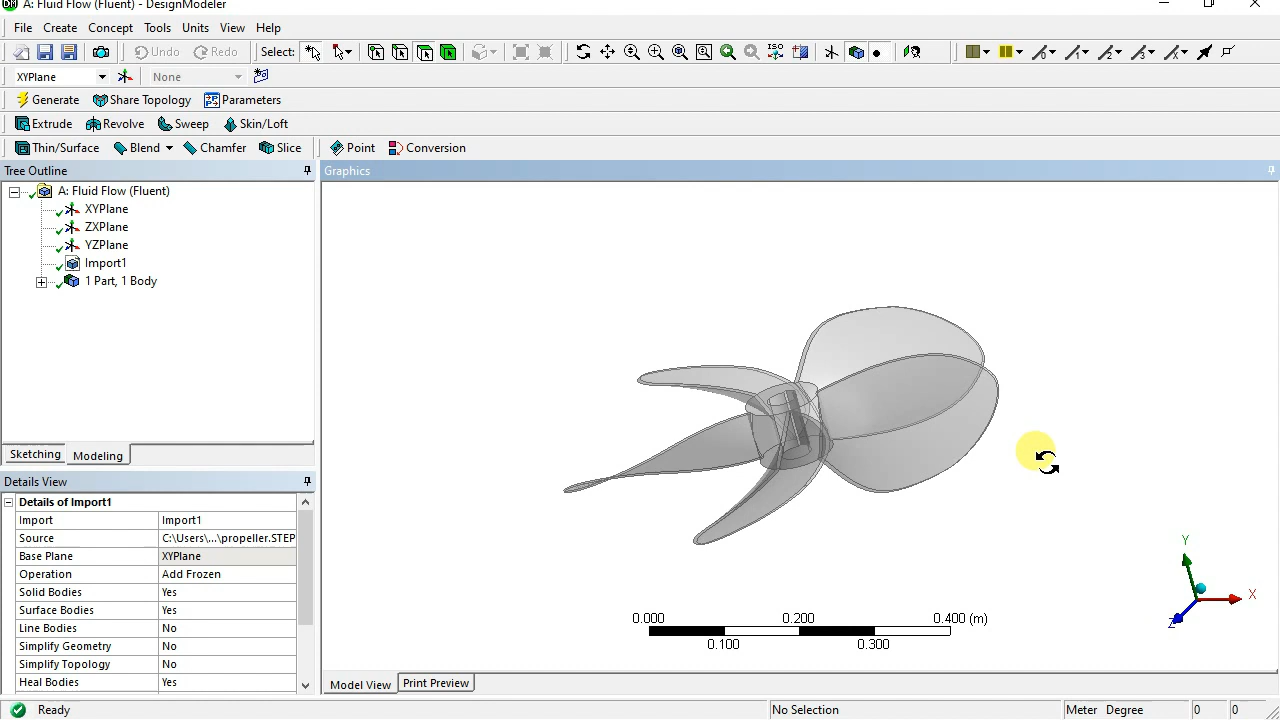 A: Fluid Flow (Fluent) - DesignModeler
File Create Concept Tools Units View Help
Undo Redo Select:
XYPlane None
Generate Share Topology Parameters
Extrude Revolve Sweep Skin/Loft
Thin/Surface Blend Chamfer Slice Point Conversion
Tree Outline
Graphics
A: Fluid Flow (Fluent)
XYPlane
ZXPlane
YZPlane
Import1
1 Part, 1 Body
Sketching Modeling
Details View
Details of Import1
Import Import1
Source C:\Users\...\propeller.STEP
Base Plane XYPlane
Operation Add Frozen
Solid Bodies Yes
Surface Bodies Yes
Line Bodies No
Simplify Geometry No
Simplify Topology No
Heal Bodies Yes
Y
X
Z
0.000 0.200 0.400 (m)
0.100 0.300
Model View Print Preview
Ready No Selection Meter Degree 0 0